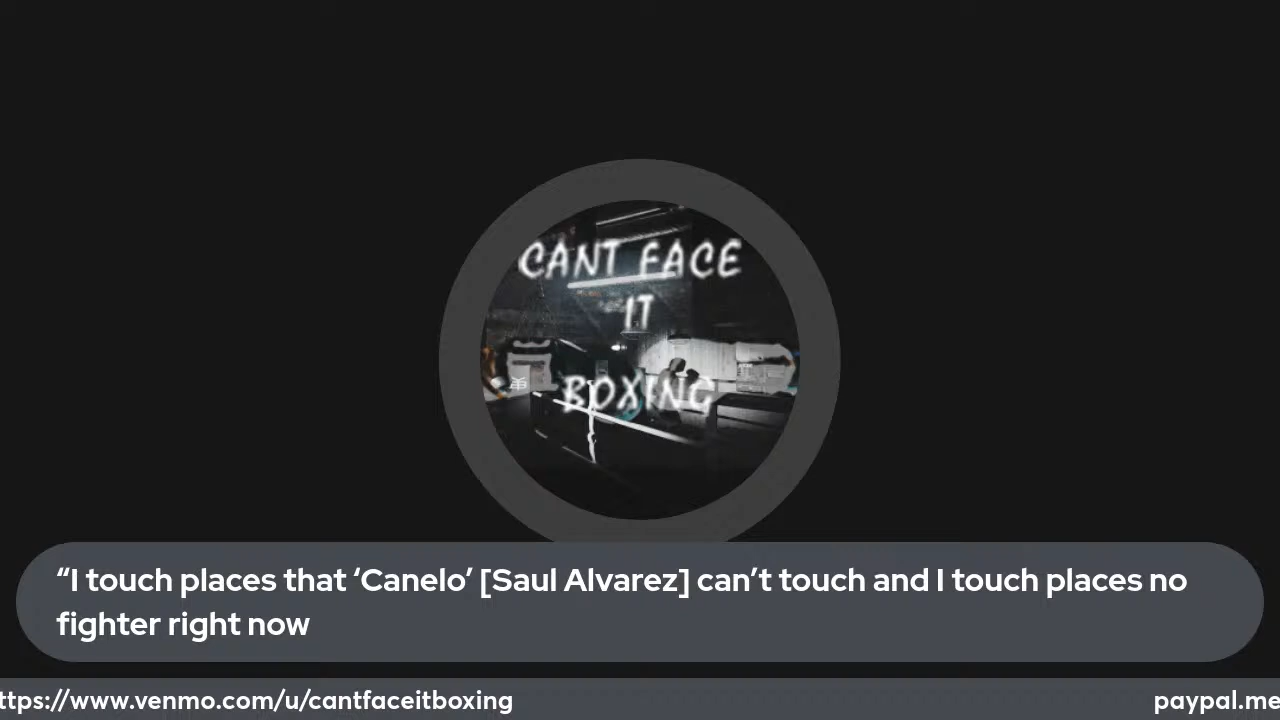 CANT FACE
IT
BOXING
“I touch places that ‘Canelo’ [Saul Alvarez] can’t touch and I touch places no
fighter right now
ttps://www.venmo.com/u/cantfaceitboxing
paypal.me